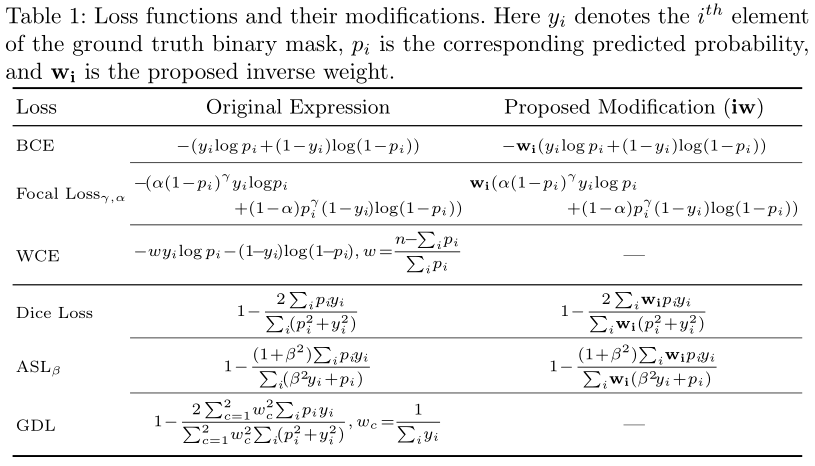 Table 1: Loss functions and their modifications. Here $y_i$ denotes the $i^{th}$ element
of the ground truth binary mask, $p_i$ is the corresponding predicted probability,
and $\mathbf{w_i}$ is the proposed inverse weight.
Loss Original Expression Proposed Modification ($\mathbf{iw}$)
BCE $-(y_i \log p_i + (1-y_i)\log(1-p_i))$ $-\mathbf{w_i}(y_i \log p_i + (1-y_i)\log(1-p_i))$
Focal Loss$_{\gamma,\alpha}$ $-(\alpha(1-p_i)^\gamma y_i \log p_i$ $\mathbf{w_i}(\alpha(1-p_i)^\gamma y_i \log p_i$
$+(1-\alpha)p_i^\gamma(1-y_i)\log(1-p_i))$ $+(1-\alpha)p_i^\gamma(1-y_i)\log(1-p_i))$
WCE $-wy_i \log p_i - (1-y_i)\log(1-p_i), w = \frac{n-\sum_i p_i}{\sum_i p_i}$ —
Dice Loss $1 - \frac{2\sum_i p_i y_i}{\sum_i (p_i^2 + y_i^2)}$ $1 - \frac{2\sum_i \mathbf{w_i} p_i y_i}{\sum_i \mathbf{w_i}(p_i^2 + y_i^2)}$
ASL$_\beta$ $1 - \frac{(1+\beta^2)\sum_i p_i y_i}{\sum_i (\beta^2 y_i + p_i)}$ $1 - \frac{(1+\beta^2)\sum_i \mathbf{w_i} p_i y_i}{\sum_i \mathbf{w_i}(\beta^2 y_i + p_i)}$
GDL $1 - \frac{2\sum_{c=1}^2 w_c^2 \sum_i p_i y_i}{\sum_{c=1}^2 w_c^2 \sum_i (p_i^2 + y_i^2)}, w_c = \frac{1}{\sum_i y_i}$ —